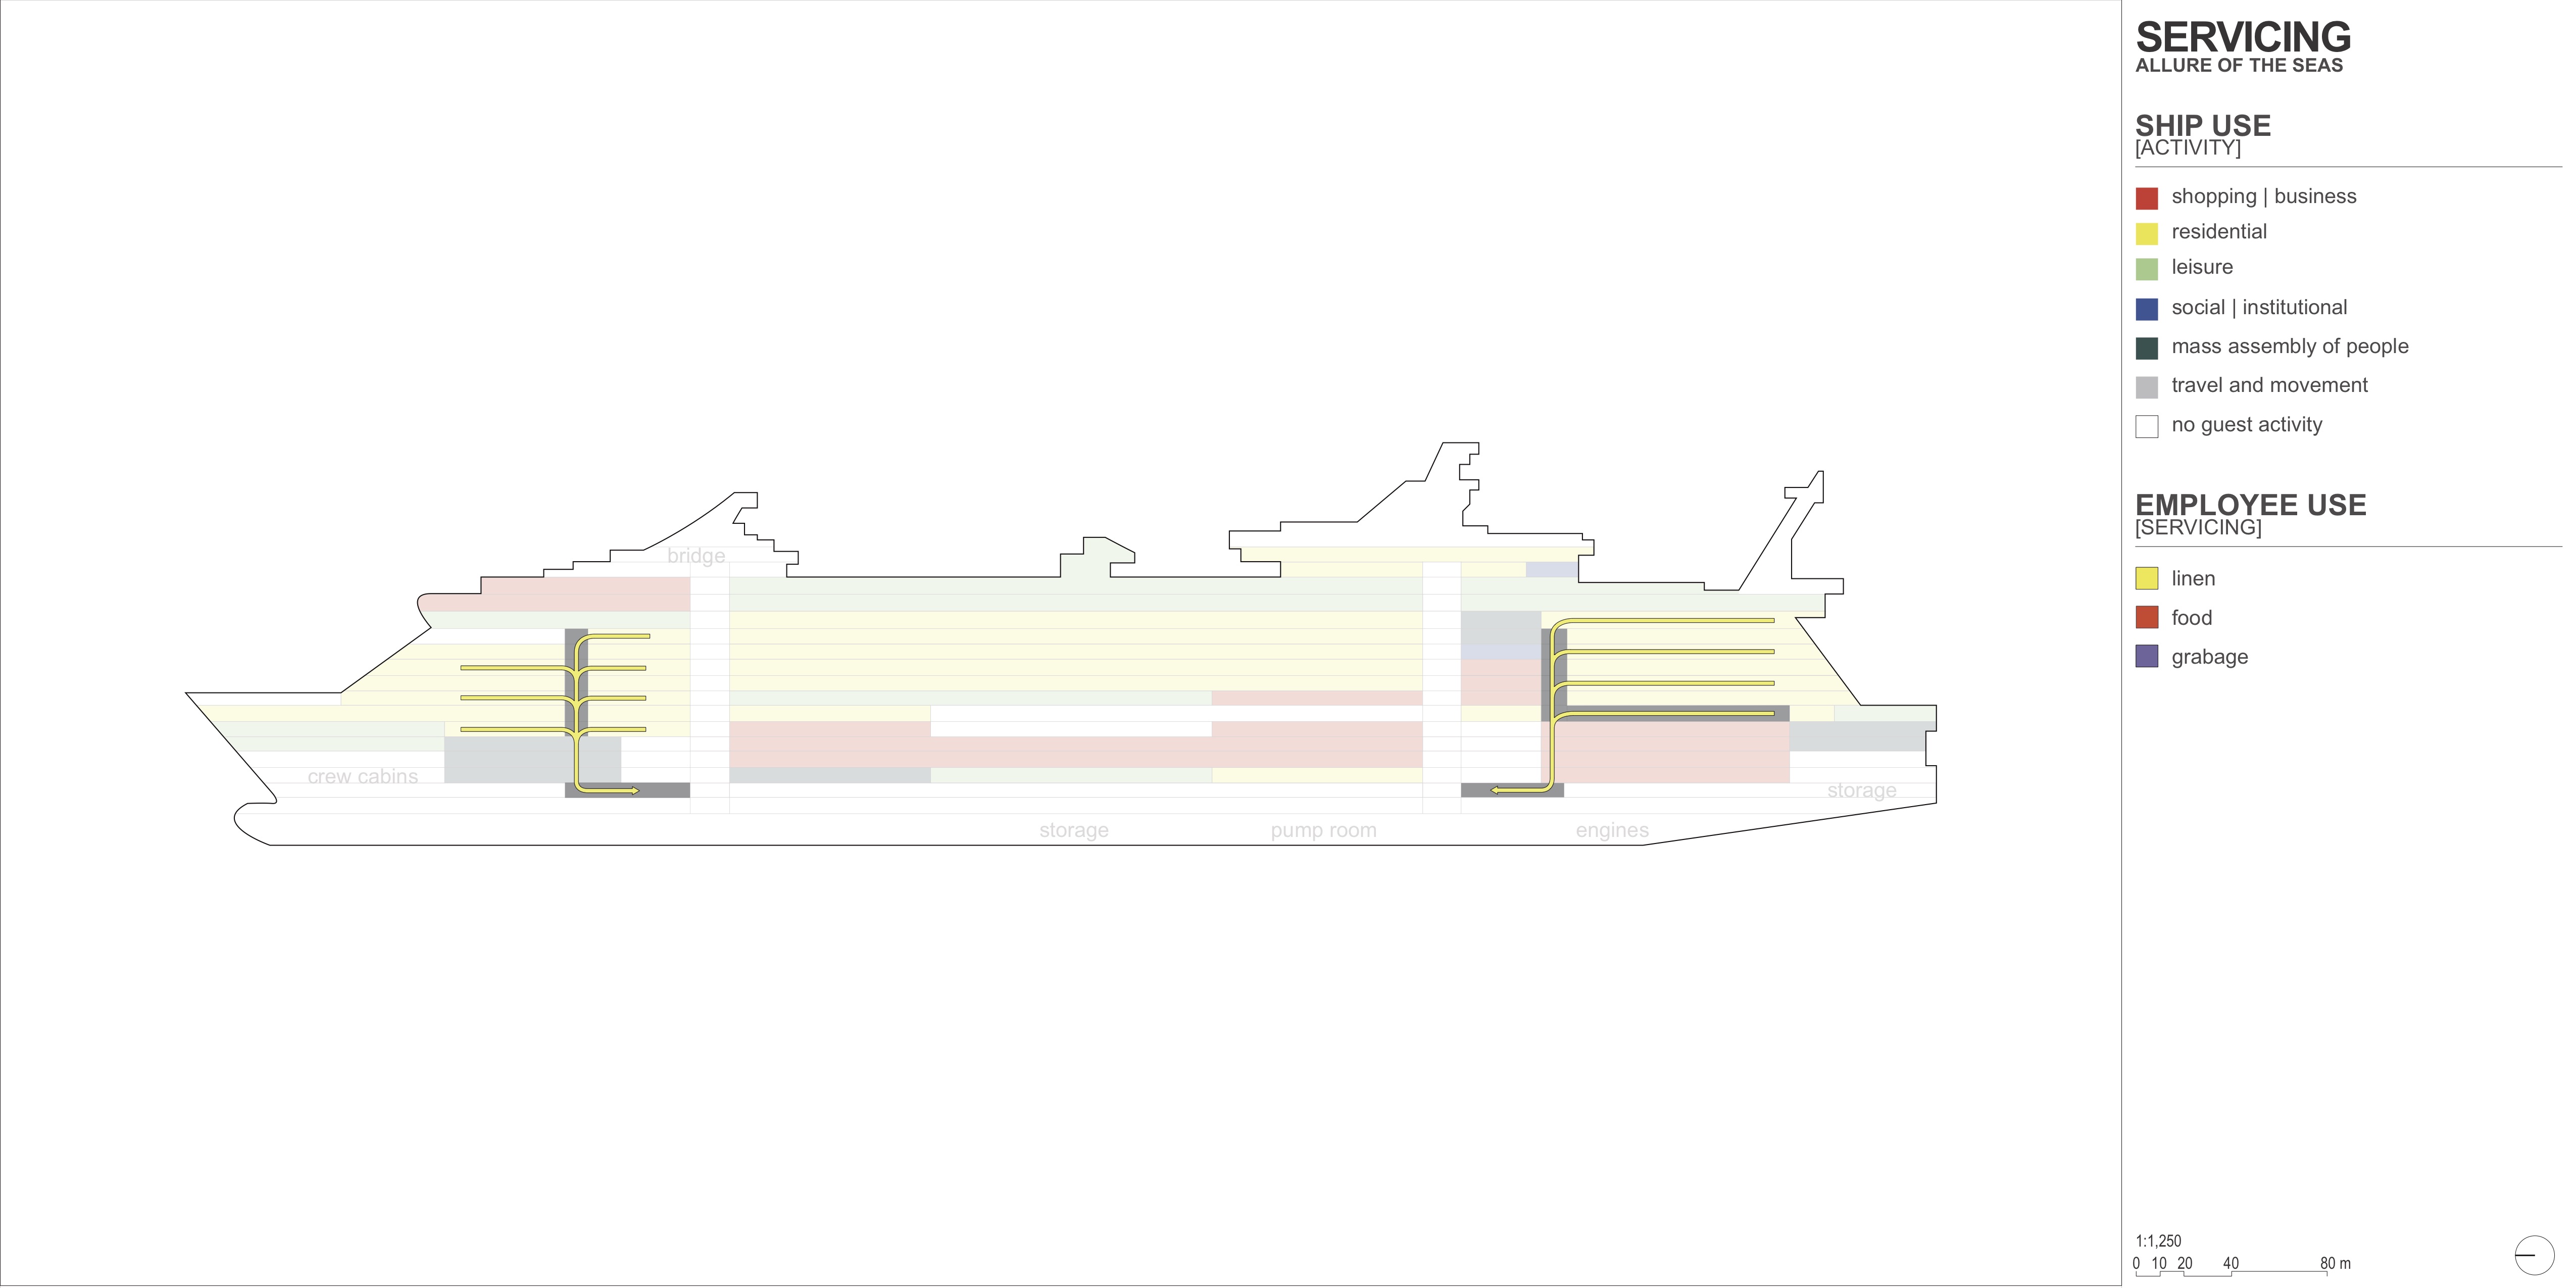 SERVICING
ALLURE OF THE SEAS
SHIP USE
[ACTIVITY]
shopping | business
residential
leisure
social | institutional
mass assembly of people
travel and movement
no guest activity
EMPLOYEE USE
[SERVICING]
linen
food
grabage
bridge
crew cabins
storage
storage
pump room
engines
1:1,250
0 10 20 40 80 m